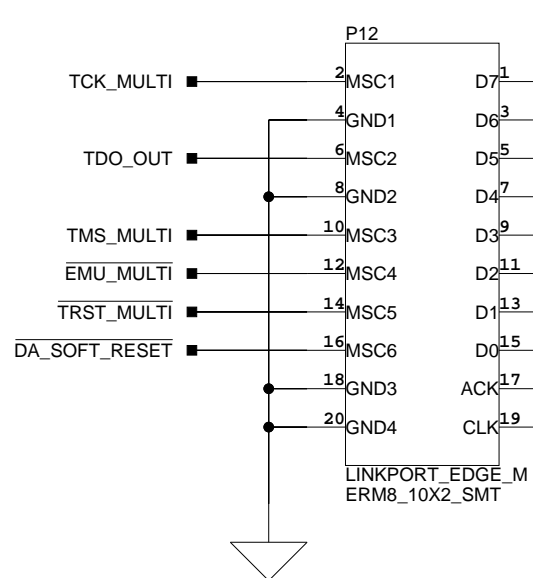 P12
TCK_MULTI 2 MSC1 D7 1
4 GND1 D6 3
TDO_OUT 6 MSC2 D5 5
8 GND2 D4 7
TMS_MULTI 10 MSC3 D3 9
EMU_MULTI 12 MSC4 D2 11
TRST_MULTI 14 MSC5 D1 13
DA_SOFT_RESET 16 MSC6 D0 15
18 GND3 ACK 17
20 GND4 CLK 19
LINKPORT_EDGE_M
ERM8_10X2_SMT